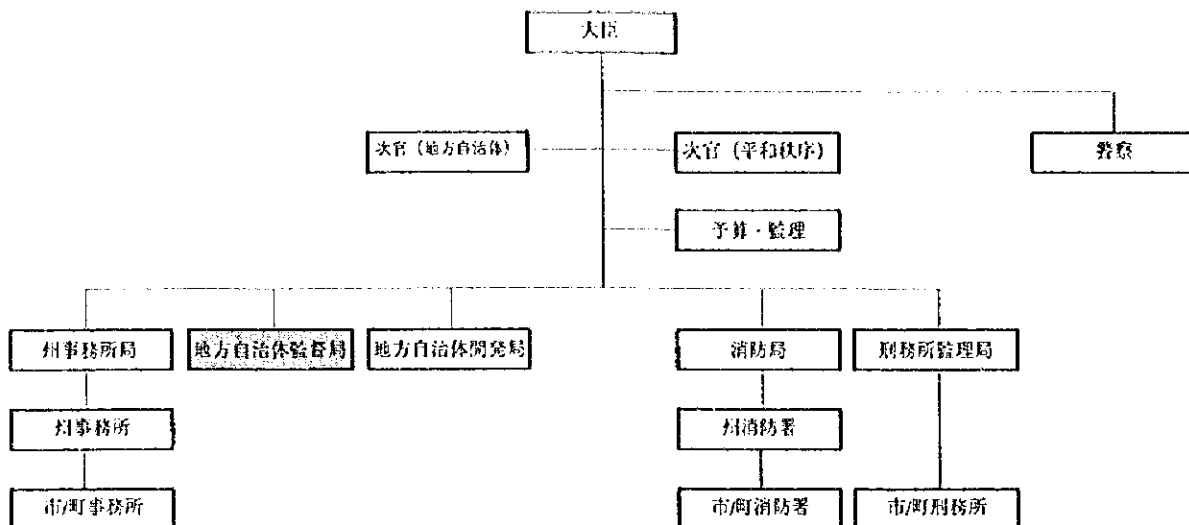 大臣
次官（地方自治体）
次官（平和秩序）
警察
予算・監理
州事務所局
地方自治体監督局
地方自治体開発局
消防局
刑務所監理局
州事務所
州消防署
市/町事務所
市/町消防署
市/町刑務所